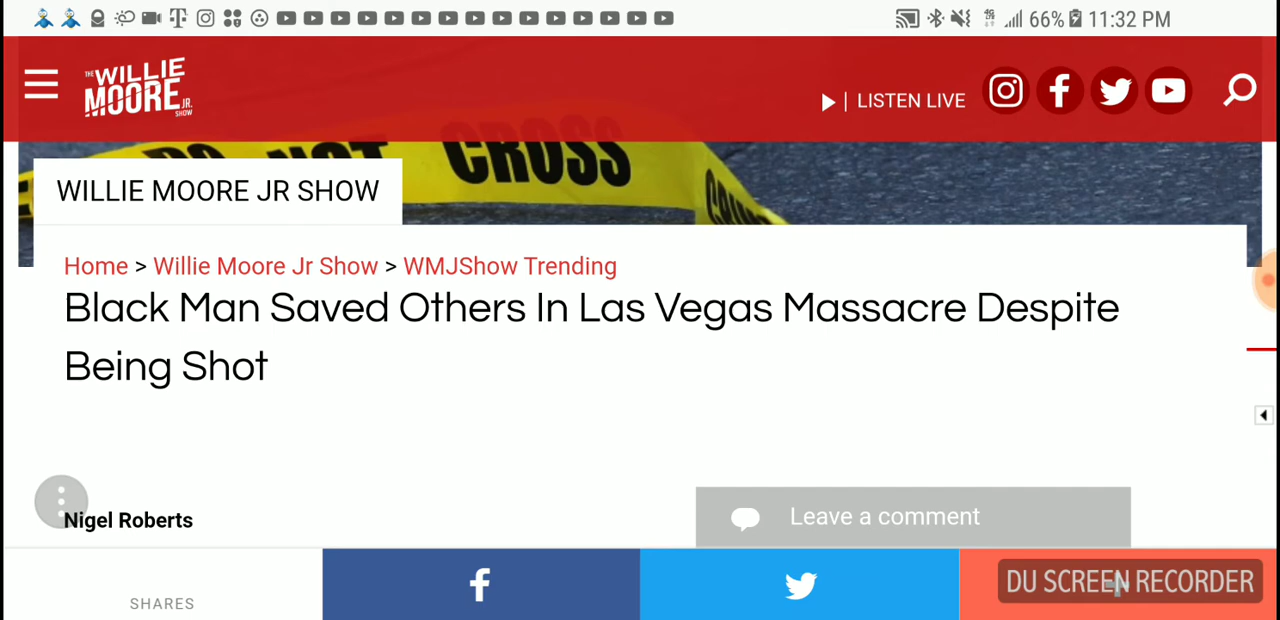 66% 11:32 PM
THE WILLIE MOORE JR. SHOW
LISTEN LIVE
DO NOT CROSS
WILLIE MOORE JR SHOW
Home > Willie Moore Jr Show > WMJShow Trending
Black Man Saved Others In Las Vegas Massacre Despite
Being Shot
Nigel Roberts
Leave a comment
SHARES
DU SCREEN RECORDER